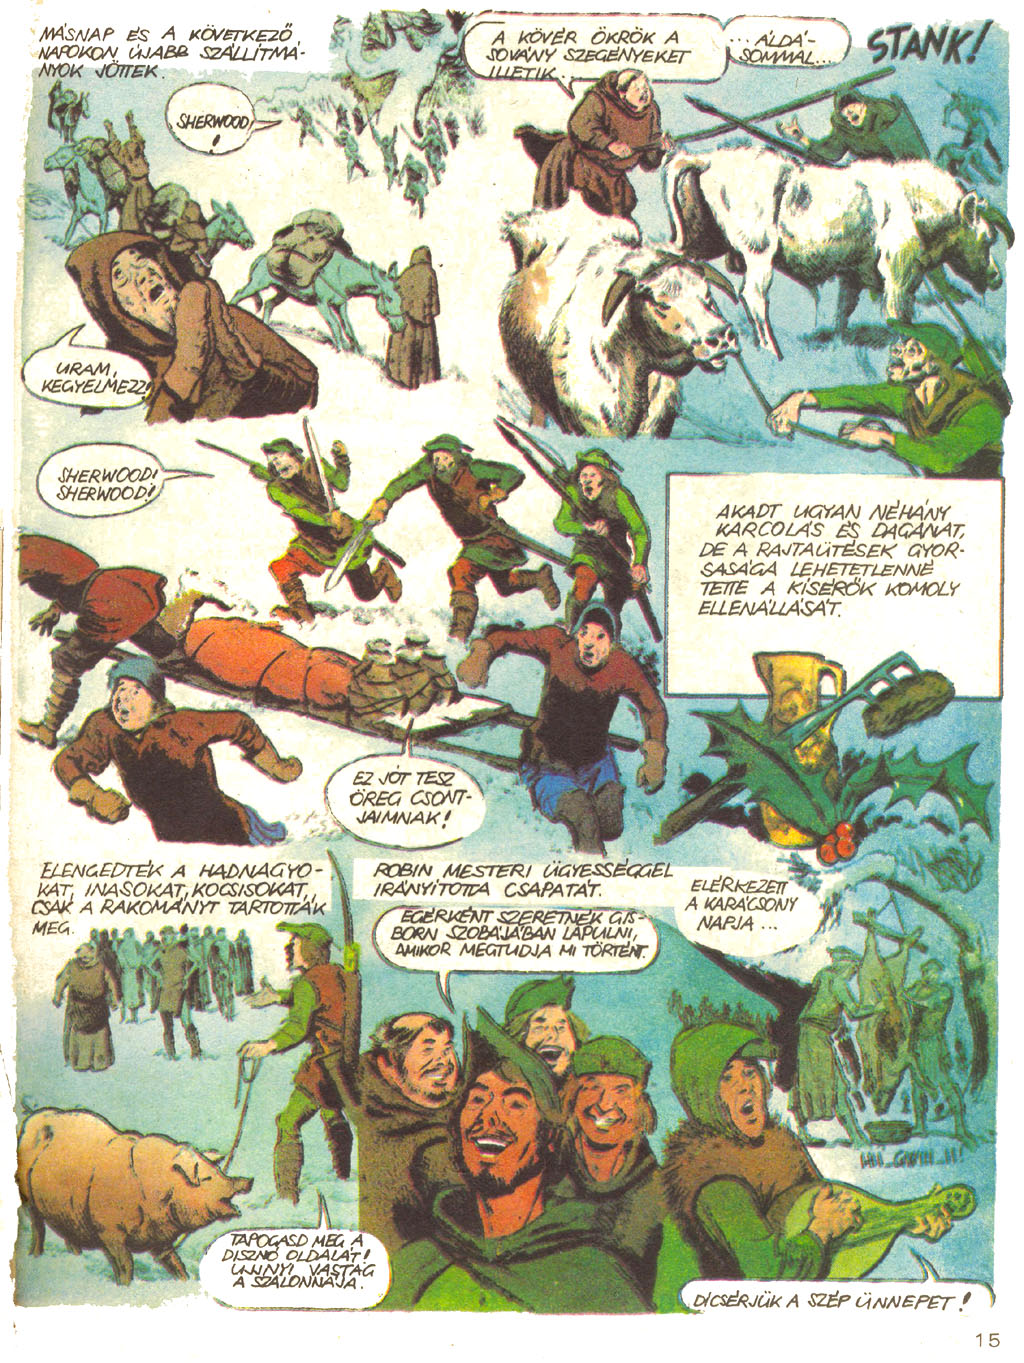 MÁSNAP ÉS A KÖVETKEZŐ
NAPOKON ÚJABB SZÁLLÍTMÁ-
NYOK JÖTTEK.
SHERWOOD
!
URAM,
KEGYELMEZZ!
A KÖVÉR ÖKRÖK A
SOVÁNY SZEGÉNYEKET
ILLETIK...
... ÁLDÁ-
SOMMAL...
STANK!
SHERWOOD!
SHERWOOD!
AKADT UGYAN NÉHÁNY
KARCOLÁS ÉS DAGANAT,
DE A RAJTAÜTÉSEK GYOR-
SASÁGA LEHETETLENNÉ
TETTE A KÍSÉRŐK KOMOLY
ELLENÁLLÁSÁT.
EZ JÓT TESZ
ÖREG CSONT-
JAIMNAK!
ELENGEDTÉK A HADNAGYO-
KAT, INASOKAT, KOCSISOKAT,
CSAK A RAKOMÁNYT TARTOTTÁK
MEG.
TAPOGASD MEG A
DISZNÓ OLDALÁT!
UJNYI VASTAG
A SZALONNÁJA.
ROBIN MESTERI ÜGYESSÉGGEL
IRÁNYÍTOTTA CSAPATÁT.
EGÉRKÉNT SZERETNÉK GIS-
BORN SZOBÁJÁBAN LAPULNI,
AMIKOR MEGTUDJA MI TÖRTÉNT.
ELÉRKEZETT
A KARÁCSONY
NAPJA ...
DICSÉRJÜK A SZÉP ÜNNEPET!
15